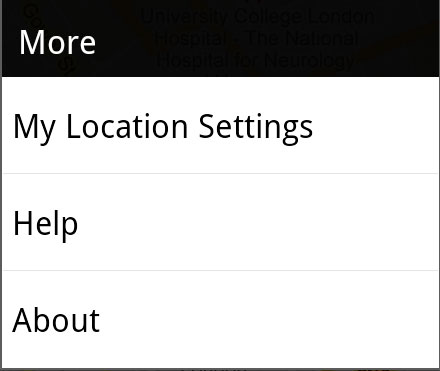 University College London
Hospital - The National
Hospital for Neurology
More
My Location Settings
Help
About